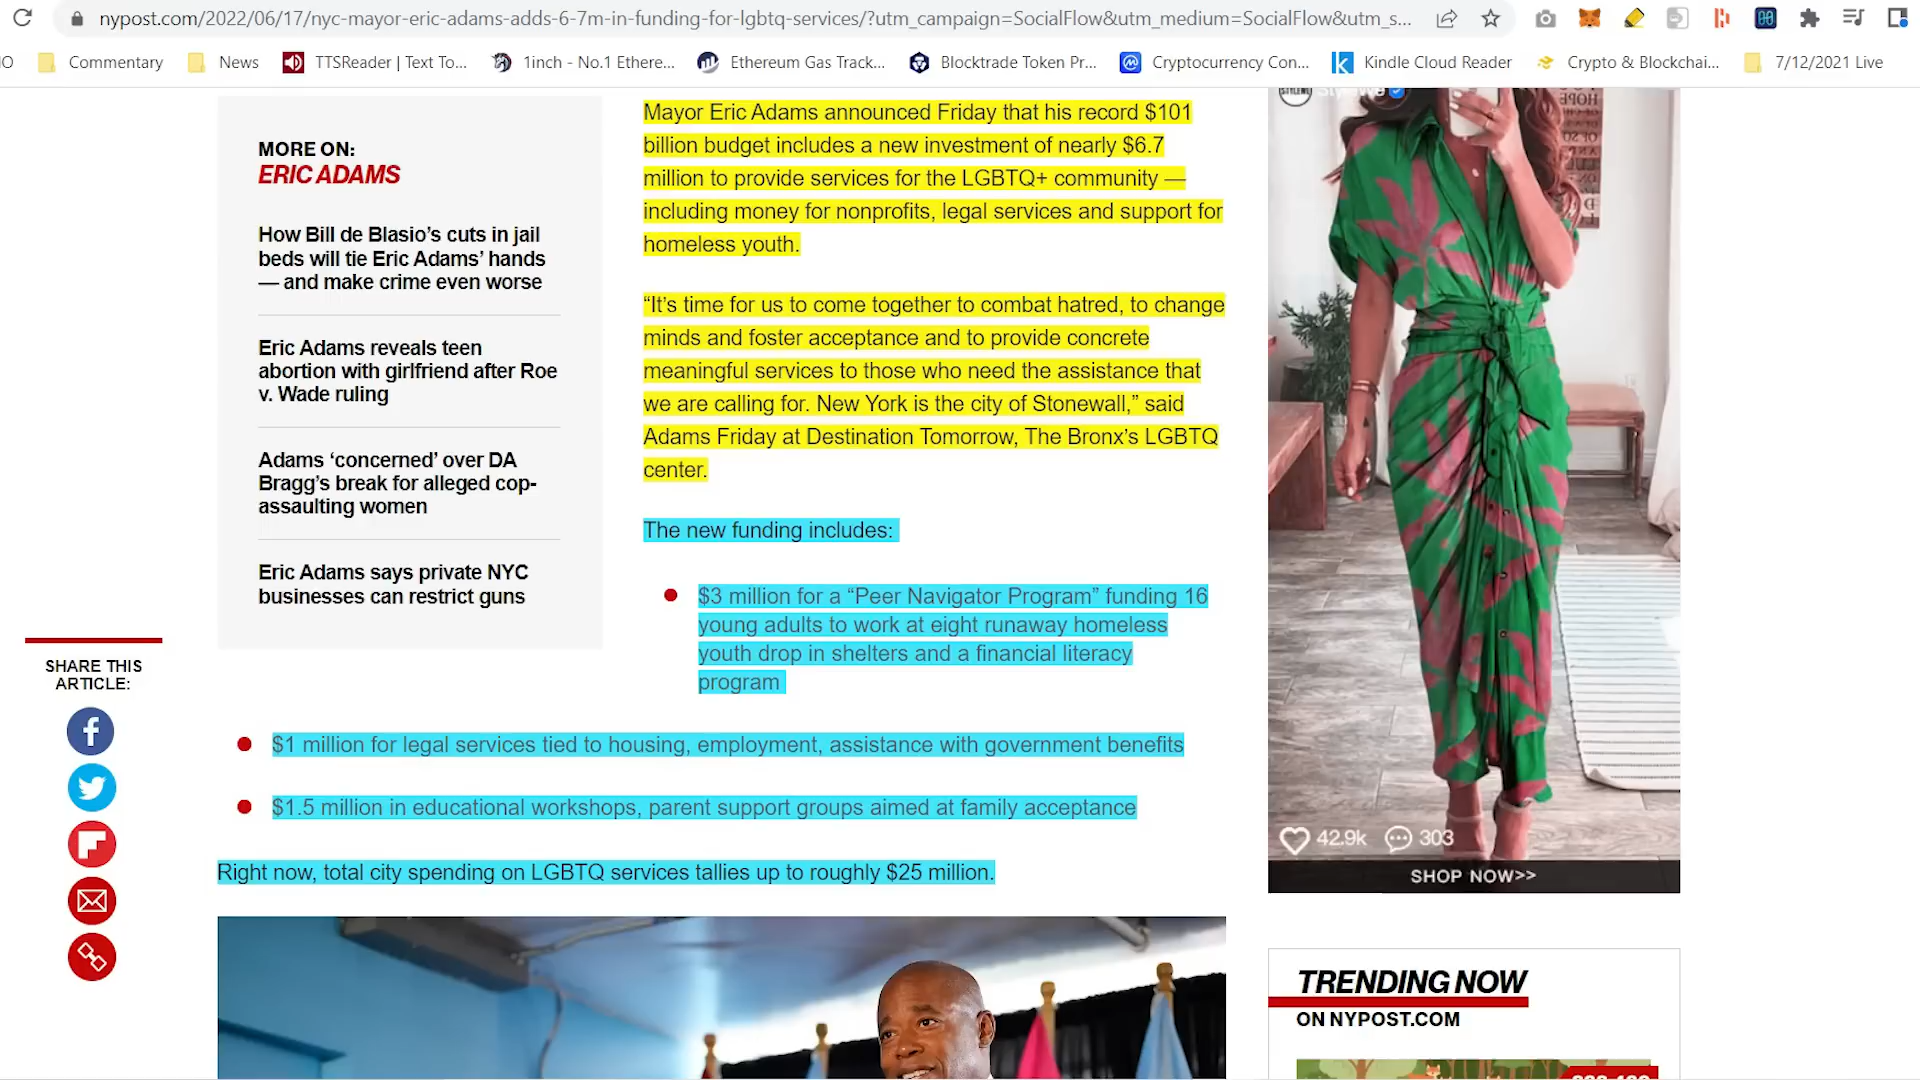 nypost.com/2022/06/17/nyc-mayor-eric-adams-adds-6-7m-in-funding-for-lgbtq-services/?utm_campaign=SocialFlow&utm_medium=SocialFlow&utm_s...
Commentary
News
TTSReader | Text To...
1inch - No.1 Ethere...
Ethereum Gas Track...
Blocktrade Token Pr...
Cryptocurrency Con...
Kindle Cloud Reader
Crypto & Blockchai...
7/12/2021 Live
MORE ON:
ERIC ADAMS
How Bill de Blasio’s cuts in jail
beds will tie Eric Adams’ hands
— and make crime even worse
Eric Adams reveals teen
abortion with girlfriend after Roe
v. Wade ruling
Adams ‘concerned’ over DA
Bragg’s break for alleged cop-
assaulting women
Eric Adams says private NYC
businesses can restrict guns
SHARE THIS
ARTICLE:
Mayor Eric Adams announced Friday that his record $101
billion budget includes a new investment of nearly $6.7
million to provide services for the LGBTQ+ community —
including money for nonprofits, legal services and support for
homeless youth.
“It’s time for us to come together to combat hatred, to change
minds and foster acceptance and to provide concrete
meaningful services to those who need the assistance that
we are calling for. New York is the city of Stonewall,” said
Adams Friday at Destination Tomorrow, The Bronx’s LGBTQ
center.
The new funding includes:
$3 million for a “Peer Navigator Program” funding 16
young adults to work at eight runaway homeless
youth drop in shelters and a financial literacy
program
$1 million for legal services tied to housing, employment, assistance with government benefits
$1.5 million in educational workshops, parent support groups aimed at family acceptance
Right now, total city spending on LGBTQ services tallies up to roughly $25 million.
HOPE
42.9k
303
SHOP NOW>>
TRENDING NOW
ON NYPOST.COM